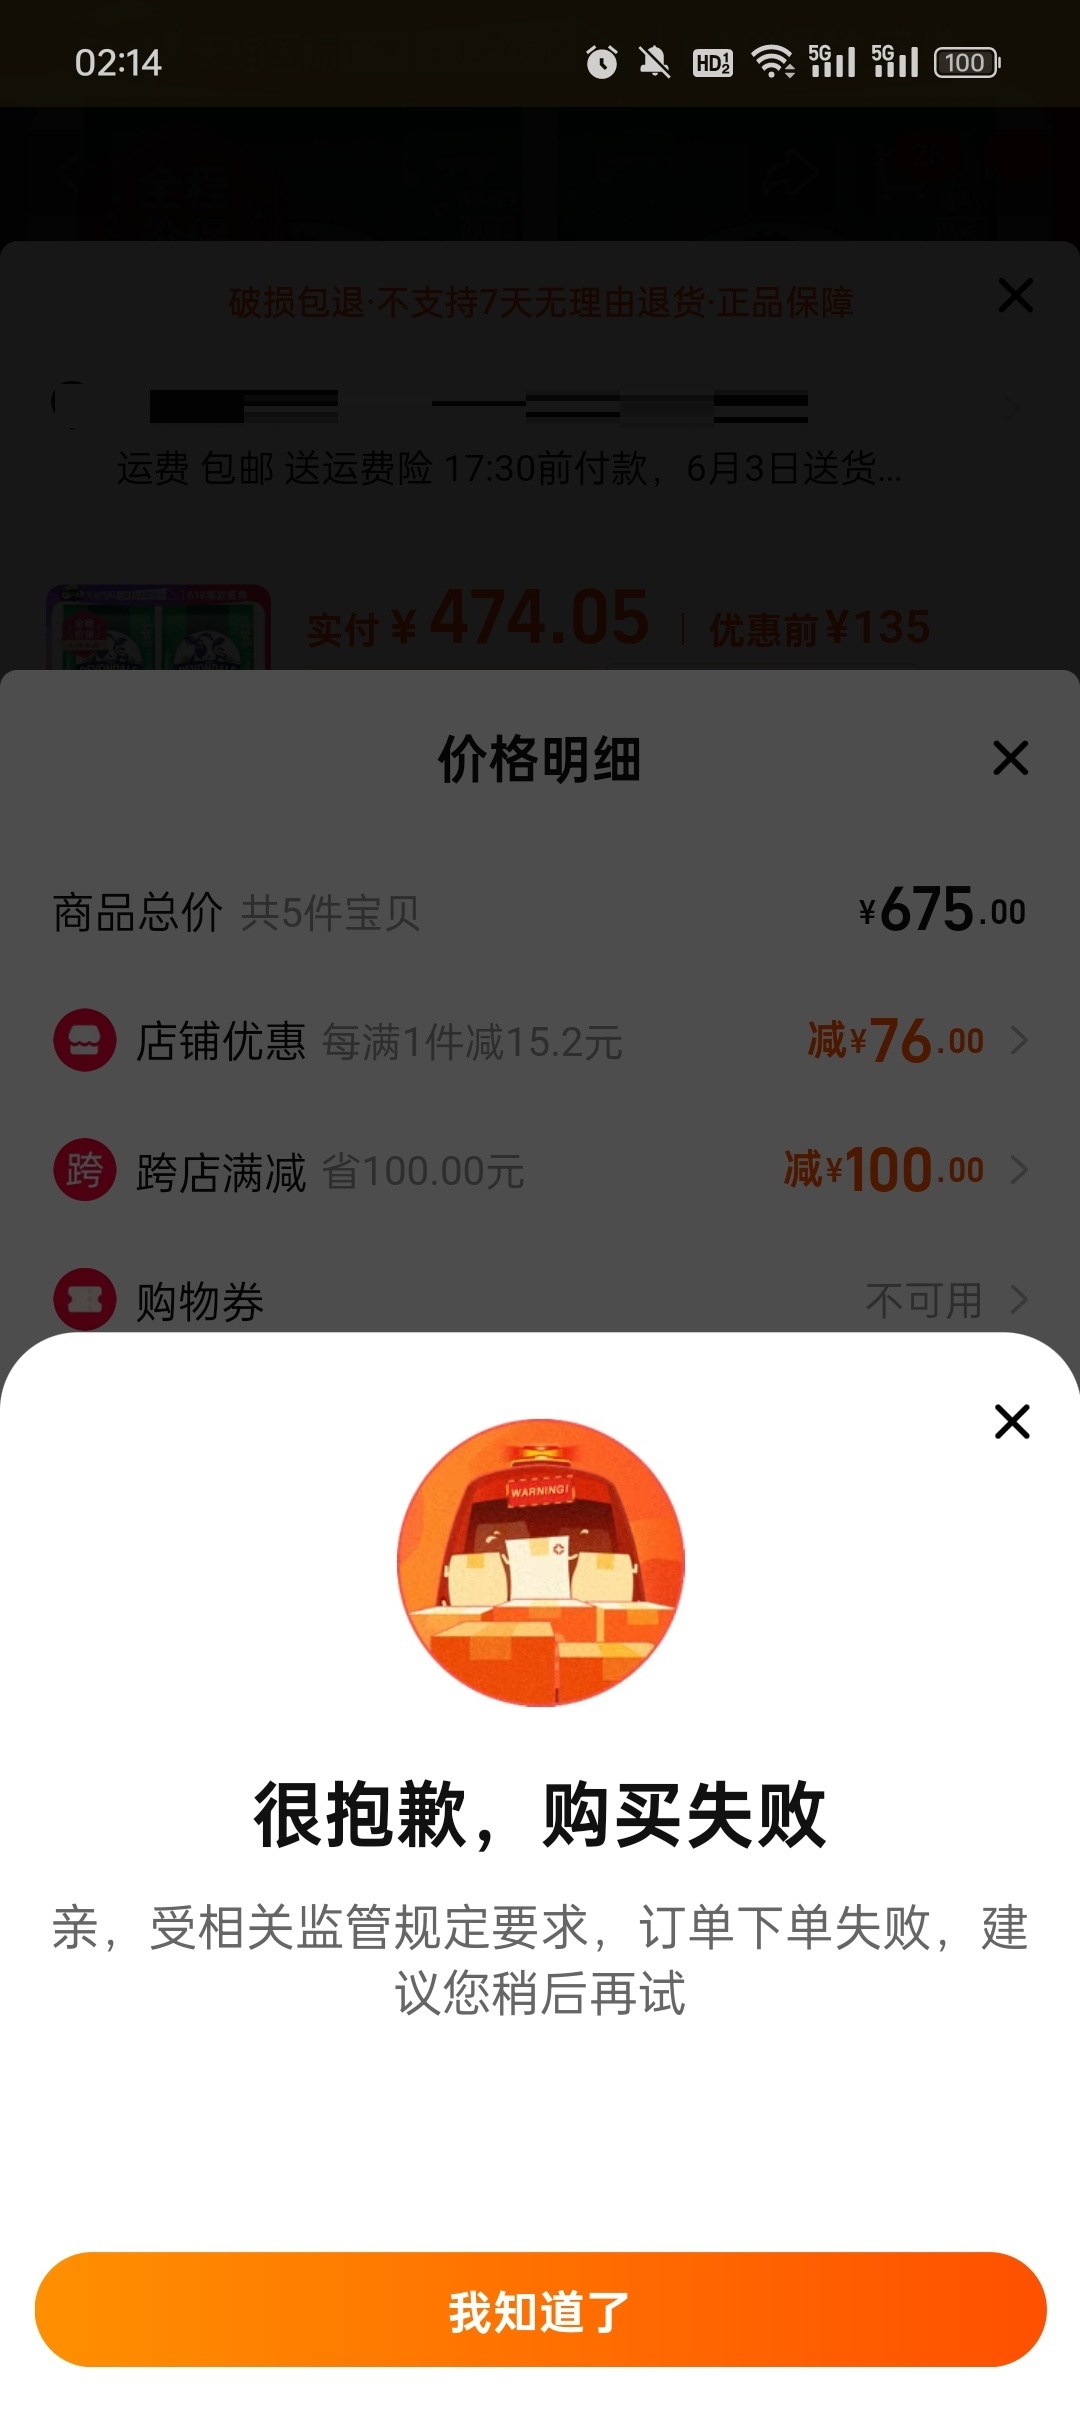 02:14
HD 1 2
5G
5G
100
全程
破损包退·不支持7天无理由退货·正品保障
运费 包邮 送运费险 17:30前付款，6月3日送货...
实付 ¥ 474.05 | 优惠前¥135
价格明细
商品总价 共5件宝贝 ¥675.00
店铺优惠 每满1件减15.2元 减¥76.00
跨 跨店满减 省100.00元 减¥100.00
购物券 不可用
WARNING!
很抱歉，购买失败
亲，受相关监管规定要求，订单下单失败，建
议您稍后再试
我知道了